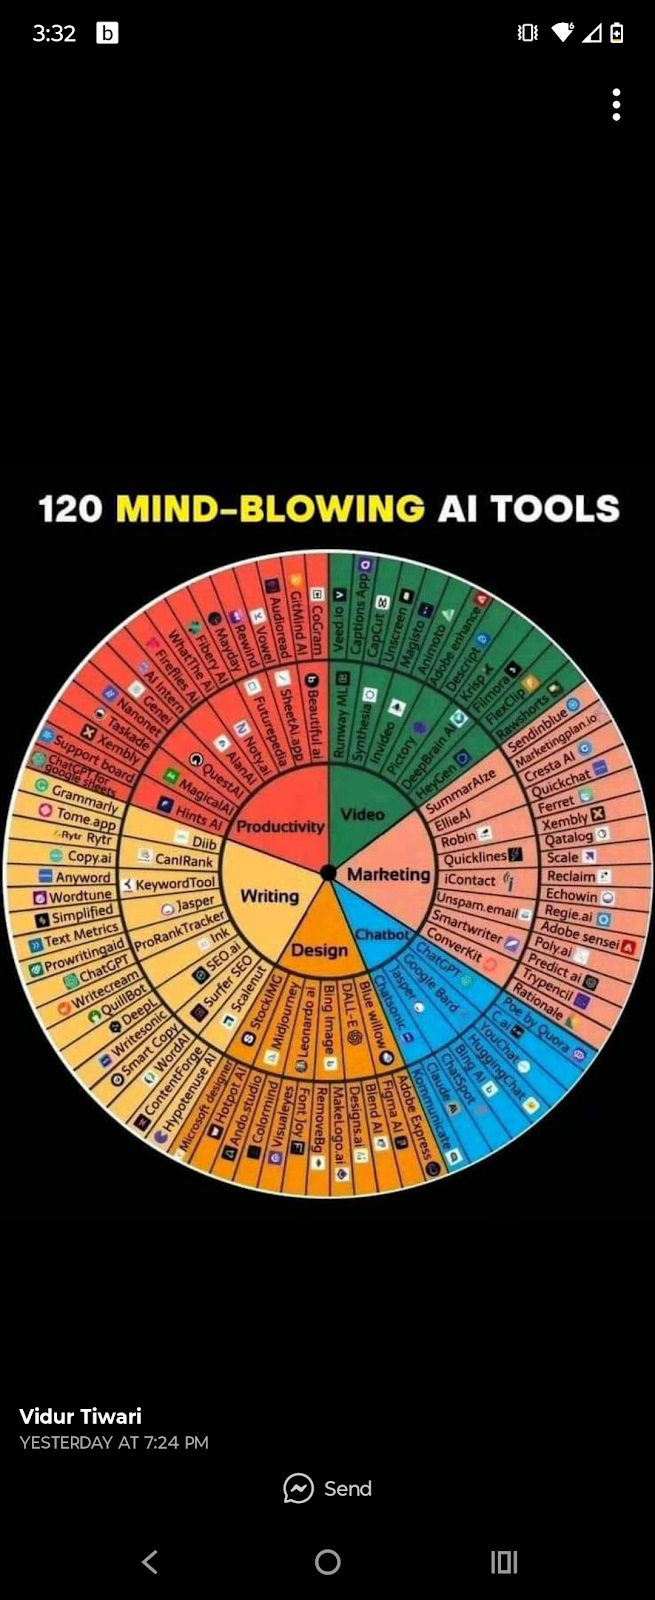 3:32
b
6
120 MIND-BLOWING AI TOOLS
Productivity
Beautiful ai
SheetAi.app
Futurepedia
Noty.ai
AlanAi
QuestAI
MagicalAI
Hints AI
CoGram
GitMind AI
Audioread
Vowel
Rewind
Mayday
Fibery AI
WhatThe AI
Fireflies AI
AI Intern
Genei
Nanonet
Taskade
Xembly
Support board
ChatGPT for
google sheets
Video
Runway ML
Synthesia
Invideo
Pictory
DeepBrain AI
HeyGen
Veed.io
Captions App
CapCut
Unscreen
Magisto
Animoto
Adobe enhance
Descript
Krisp
Filmora
FlexClip
Rawshorts
Marketing
SummarAIze
EllieAI
Robin
Quicklines
iContact
Unspam.email
Smartwriter
ConverKit
Sendinblue
Marketingplan.io
Cresta AI
Quickchat
Ferret
Xembly
Qatalog
Scale
Reclaim
Echowin
Regie.ai
Adobe sensei
Poly.ai
Predict ai
Trypencil
Rationale
Chatbot
ChatGPT
Google Bard
Jasper
Chatsonic
Poe by Quora
C.ai
YouChat
HuggingChat
Bing AI
ChatSpot
Claude
Kommunicate
Design
Blue willow
DALL-E
Bing Image
Leonardo ai
Midjourney
StockIMG
Adobe Express
Figma AI
Blend AI
Designs.ai
MakeLogo.ai
RemoveBg
Font Joy
Visualeyes
Colormind
Ando studio
Hotpot AI
Microsoft designer
Writing
Diib
CanIRank
KeywordTool
Jasper
ProRankTracker
Ink
SEO.ai
Surfer SEO
Scalenut
Grammarly
Tome.app
Rytr Rytr
Copy.ai
Anyword
Wordtune
Simplified
Text Metrics
Prowritingaid
ChatGPT
Writecream
QuillBot
DeepL
Writesonic
Smart Copy
WordAI
ContentForge
Hypotenuse AI
Vidur Tiwari
YESTERDAY AT 7:24 PM
Send